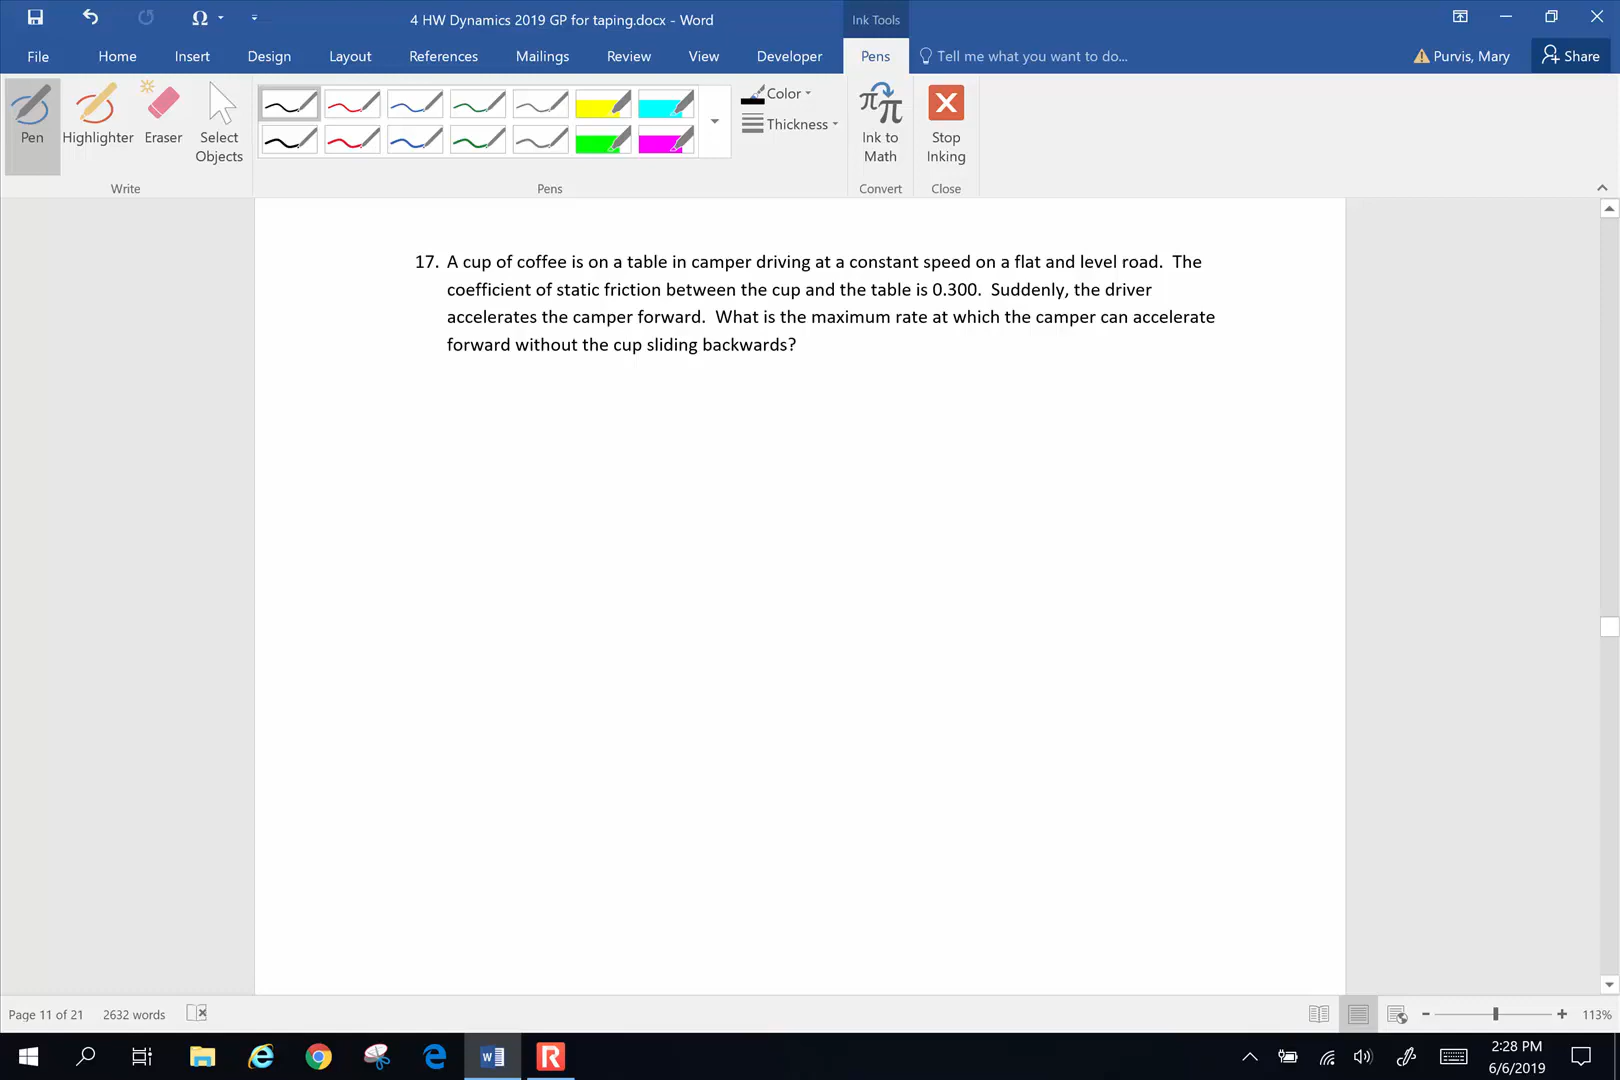 4 HW Dynamics 2019 GP for taping.docx - Word
Ink Tools
File Home Insert Design Layout References Mailings Review View Developer Pens Tell me what you want to do... Purvis, Mary Share
Pen Highlighter Eraser Select Objects
Color
Thickness
Ink to Math
Stop Inking
Write Pens Convert Close
17. A cup of coffee is on a table in camper driving at a constant speed on a flat and level road. The
coefficient of static friction between the cup and the table is 0.300. Suddenly, the driver
accelerates the camper forward. What is the maximum rate at which the camper can accelerate
forward without the cup sliding backwards?
Page 11 of 21 2632 words 113%
2:28 PM
6/6/2019